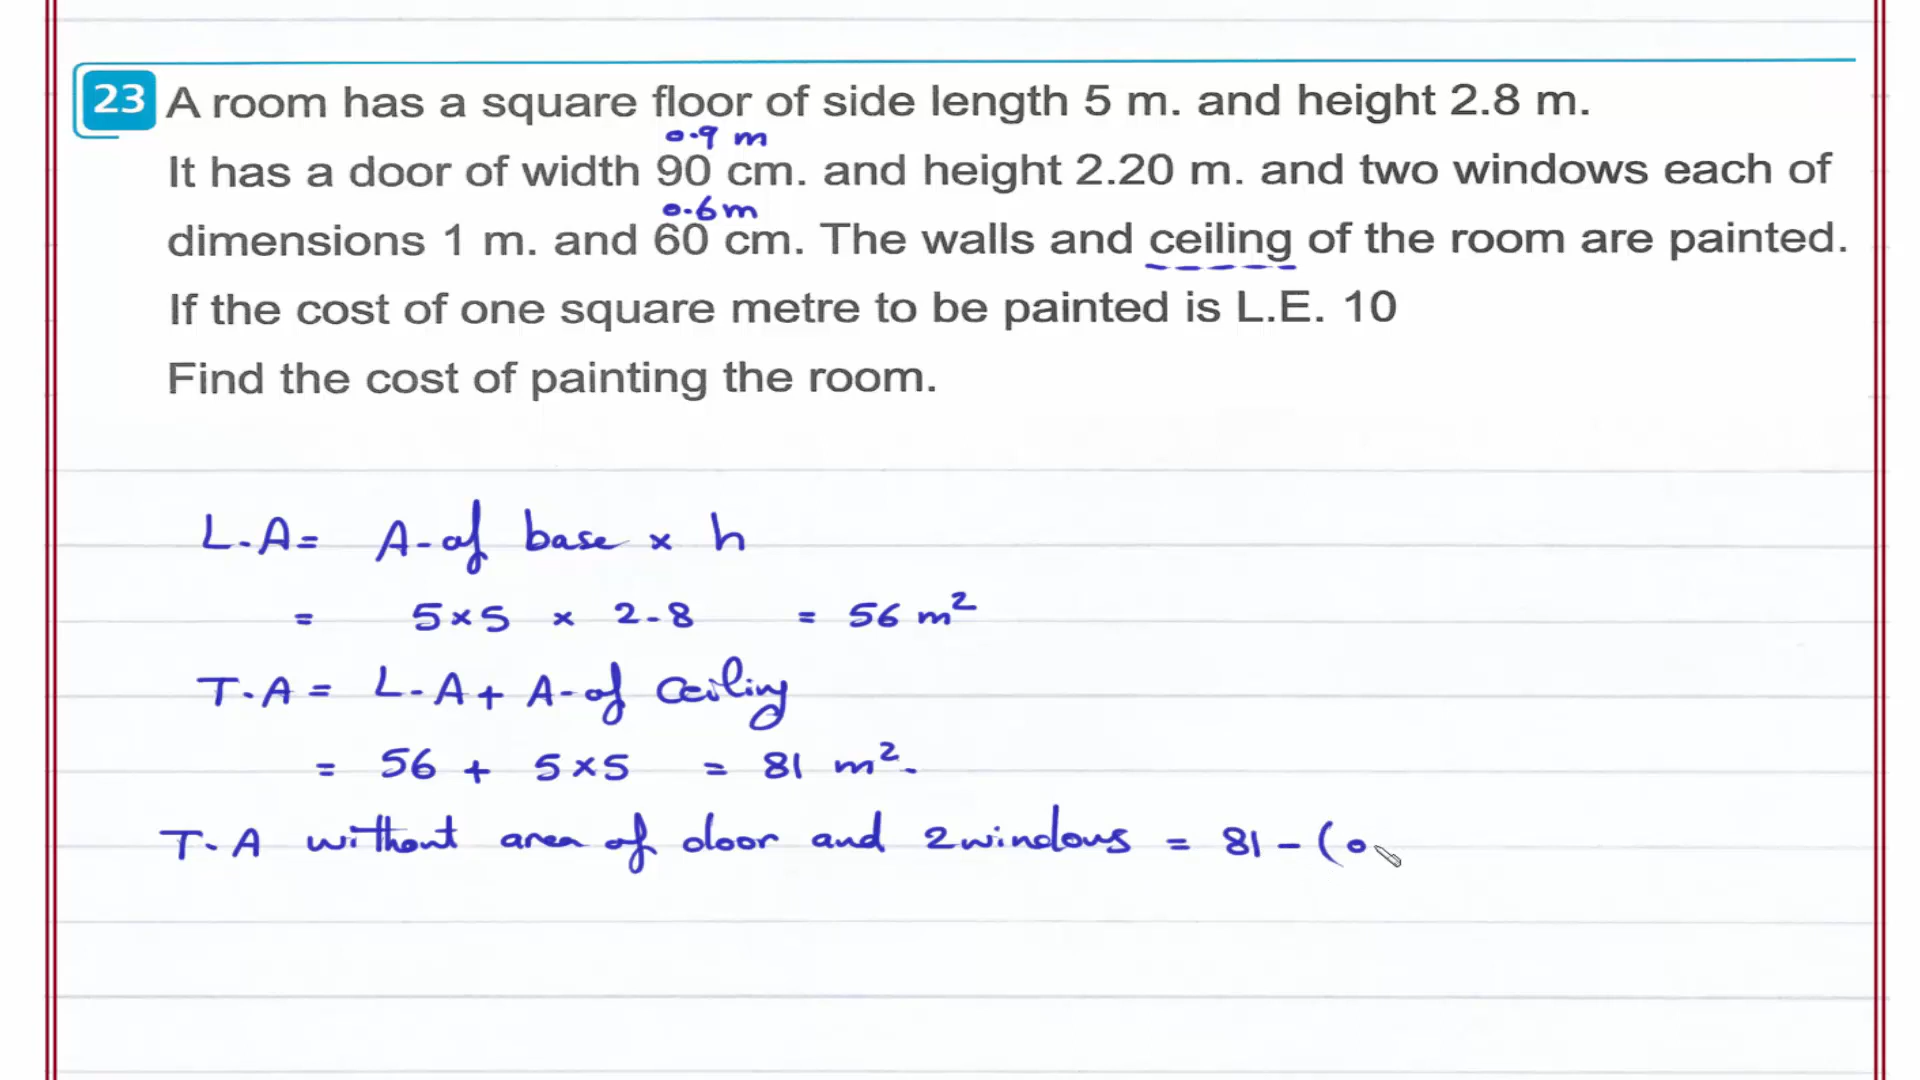 23 A room has a square floor of side length 5 m. and height 2.8 m.
0.9 m
It has a door of width 90 cm. and height 2.20 m. and two windows each of
0.6m
dimensions 1 m. and 60 cm. The walls and ceiling of the room are painted.
If the cost of one square metre to be painted is L.E. 10
Find the cost of painting the room.
L.A = A.of base × h
= 5×5 × 2.8 = 56 m²
T.A = L.A + A.of ceiling
= 56 + 5×5 = 81 m².
T.A without area of door and 2 windows = 81 - (0.